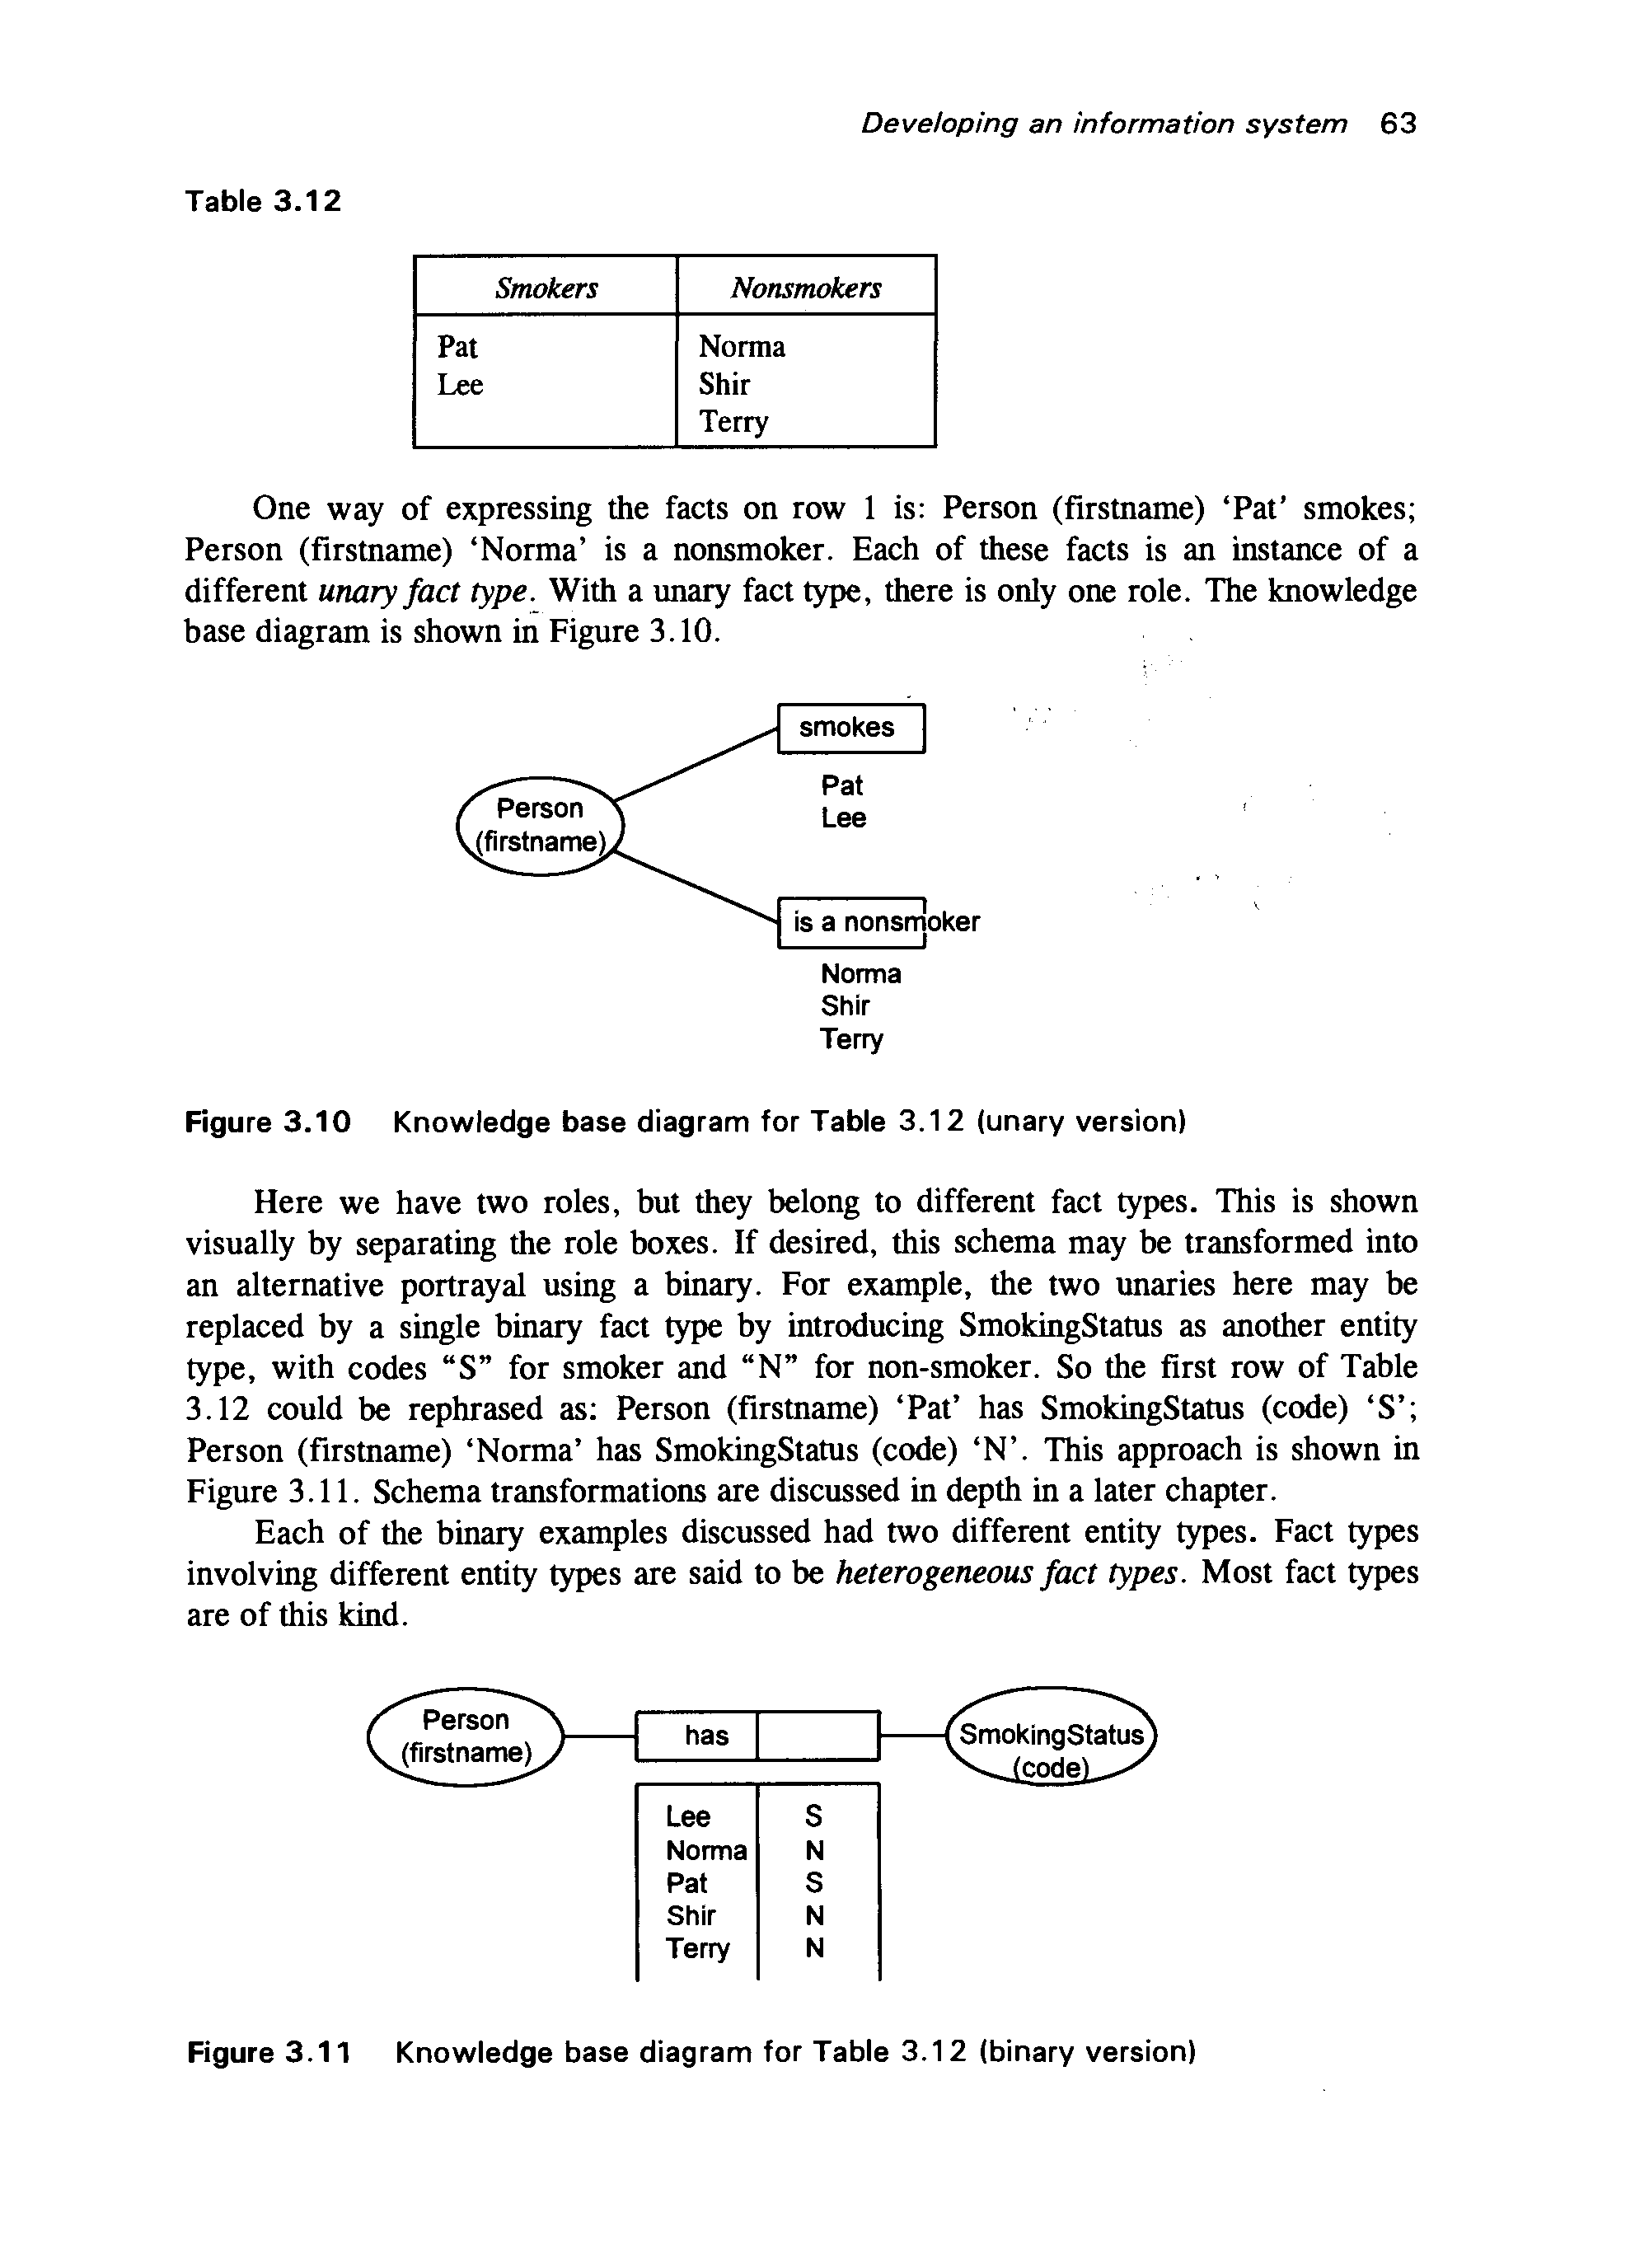 Developing an information system 63
Table 3.12
Smokers Nonsmokers
Pat Norma
Lee Shir
Terry
One way of expressing the facts on row 1 is: Person (firstname) ‘Pat’ smokes;
Person (firstname) ‘Norma’ is a nonsmoker. Each of these facts is an instance of a
different unary fact type. With a unary fact type, there is only one role. The knowledge
base diagram is shown in Figure 3.10.
smokes
Pat
Lee
Person
(firstname)
is a nonsmoker
Norma
Shir
Terry
Figure 3.10 Knowledge base diagram for Table 3.12 (unary version)
Here we have two roles, but they belong to different fact types. This is shown
visually by separating the role boxes. If desired, this schema may be transformed into
an alternative portrayal using a binary. For example, the two unaries here may be
replaced by a single binary fact type by introducing SmokingStatus as another entity
type, with codes “S” for smoker and “N” for non-smoker. So the first row of Table
3.12 could be rephrased as: Person (firstname) ‘Pat’ has SmokingStatus (code) ‘S’;
Person (firstname) ‘Norma’ has SmokingStatus (code) ‘N’. This approach is shown in
Figure 3.11. Schema transformations are discussed in depth in a later chapter.
Each of the binary examples discussed had two different entity types. Fact types
involving different entity types are said to be heterogeneous fact types. Most fact types
are of this kind.
Person
(firstname)
has
SmokingStatus
(code)
Lee S
Norma N
Pat S
Shir N
Terry N
Figure 3.11 Knowledge base diagram for Table 3.12 (binary version)